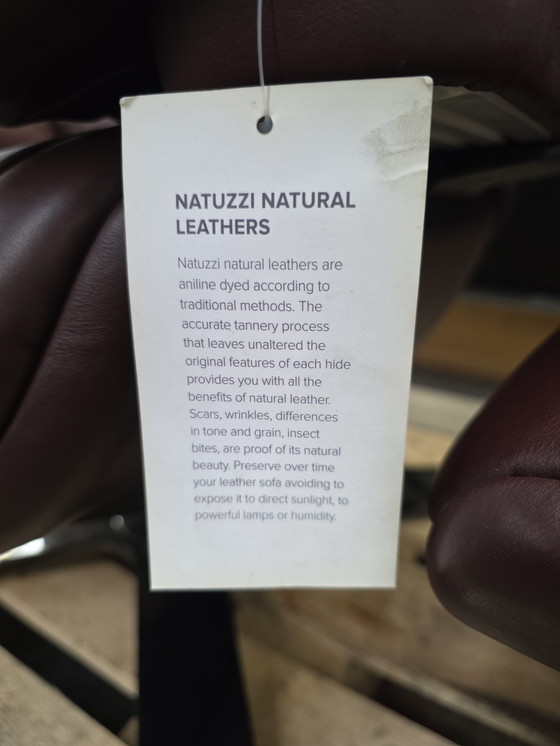 NATUZZI NATURAL
LEATHERS
Natuzzi natural leathers are
aniline dyed according to
traditional methods. The
accurate tannery process
that leaves unaltered the
original features of each hide
provides you with all the
benefits of natural leather.
Scars, wrinkles, differences
in tone and grain, insect
bites, are proof of its natural
beauty. Preserve over time
your leather sofa avoiding to
expose it to direct sunlight, to
powerful lamps or humidity.